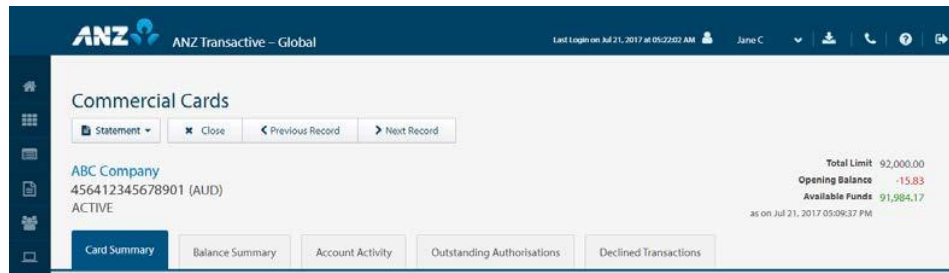 ANZ ANZ Transactive – Global Last Login on Jul 21, 2017 at 05:22:02 AM Jane C
Commercial Cards
Statement Close Previous Record Next Record
ABC Company
456412345678901 (AUD)
ACTIVE
Total Limit 92,000.00
Opening Balance -15.83
Available Funds 91,984.17
as on Jul 21, 2017 05:09:37 PM
Card Summary Balance Summary Account Activity Outstanding Authorisations Declined Transactions